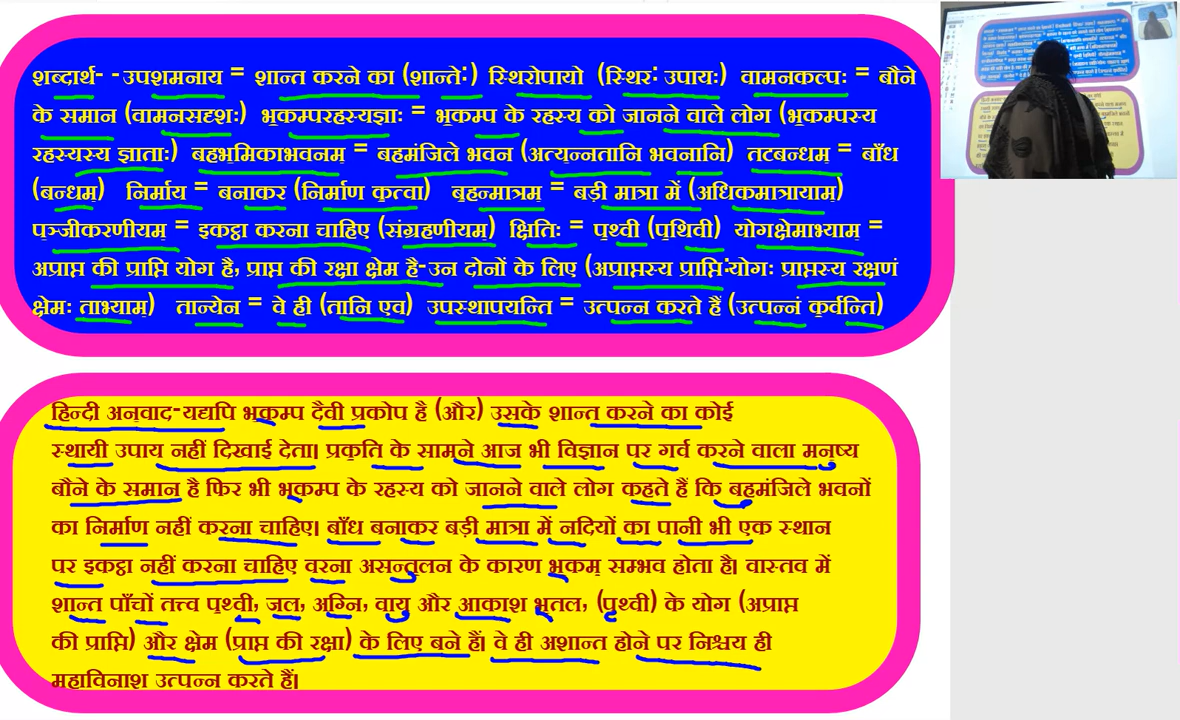 शब्दार्थ- -उपशमनाय = शान्त करने का (शान्ते:) स्थिरोपायो (स्थिर: उपाय:) वामनकल्प: = बौने
के समान (वामनसदृश:) भूकम्परहस्यज्ञा: = भूकम्प के रहस्य को जानने वाले लोग (भूकम्पस्य
रहस्यस्य ज्ञाता:) बहुभूमिकाभवनम् = बहुमंजिले भवन (अत्युन्नतानि भवनानि) तटबन्धम् = बाँध
(बन्धम्) निर्माय = बनाकर (निर्माण कृत्वा) बृहन्मात्रम् = बड़ी मात्रा में (अधिकमात्रायाम्)
पुञ्जीकरणीयम् = इकट्ठा करना चाहिए (संग्रहणीयम्) क्षिति: = पृथ्वी (पृथिवी) योगक्षेमाभ्याम् =
अप्राप्त की प्राप्ति योग है, प्राप्त की रक्षा क्षेम है-उन दोनों के लिए (अप्राप्तस्य प्राप्ति:योग: प्राप्तस्य रक्षणं
क्षेम: ताभ्याम्) तान्येन = वे ही (तानि एव) उपस्थापयन्ति = उत्पन्न करते हैं (उत्पन्नं कुर्वन्ति)
हिन्दी अनुवाद-यद्यपि भूकम्प दैवी प्रकोप है (और) उसके शान्त करने का कोई
स्थायी उपाय नहीं दिखाई देता। प्रकृति के सामने आज भी विज्ञान पर गर्व करने वाला मनुष्य
बौने के समान है फिर भी भूकम्प के रहस्य को जानने वाले लोग कहते हैं कि बहुमंजिले भवनों
का निर्माण नहीं करना चाहिए। बाँध बनाकर बड़ी मात्रा में नदियों का पानी भी एक स्थान
पर इकट्ठा नहीं करना चाहिए वरना असन्तुलन के कारण भूकम् सम्भव होता है। वास्तव में
शान्त पाँचों तत्त्व पृथ्वी, जल, अग्नि, वायु और आकाश भूतल, (पृथ्वी) के योग (अप्राप्त
की प्राप्ति) और क्षेम (प्राप्त की रक्षा) के लिए बने हैं। वे ही अशान्त होने पर निश्चय ही
महाविनाश उत्पन्न करते हैं।